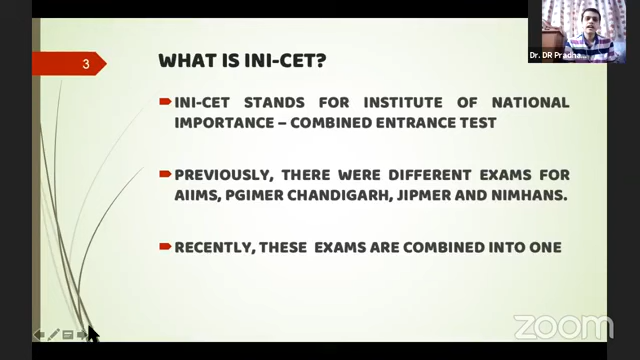 3
WHAT IS INI-CET?
INI-CET STANDS FOR INSTITUTE OF NATIONAL
IMPORTANCE – COMBINED ENTRANCE TEST
PREVIOUSLY, THERE WERE DIFFERENT EXAMS FOR
AIIMS, PGIMER CHANDIGARH, JIPMER AND NIMHANS.
RECENTLY, THESE EXAMS ARE COMBINED INTO ONE
Dr. DR Pradha...
zoom